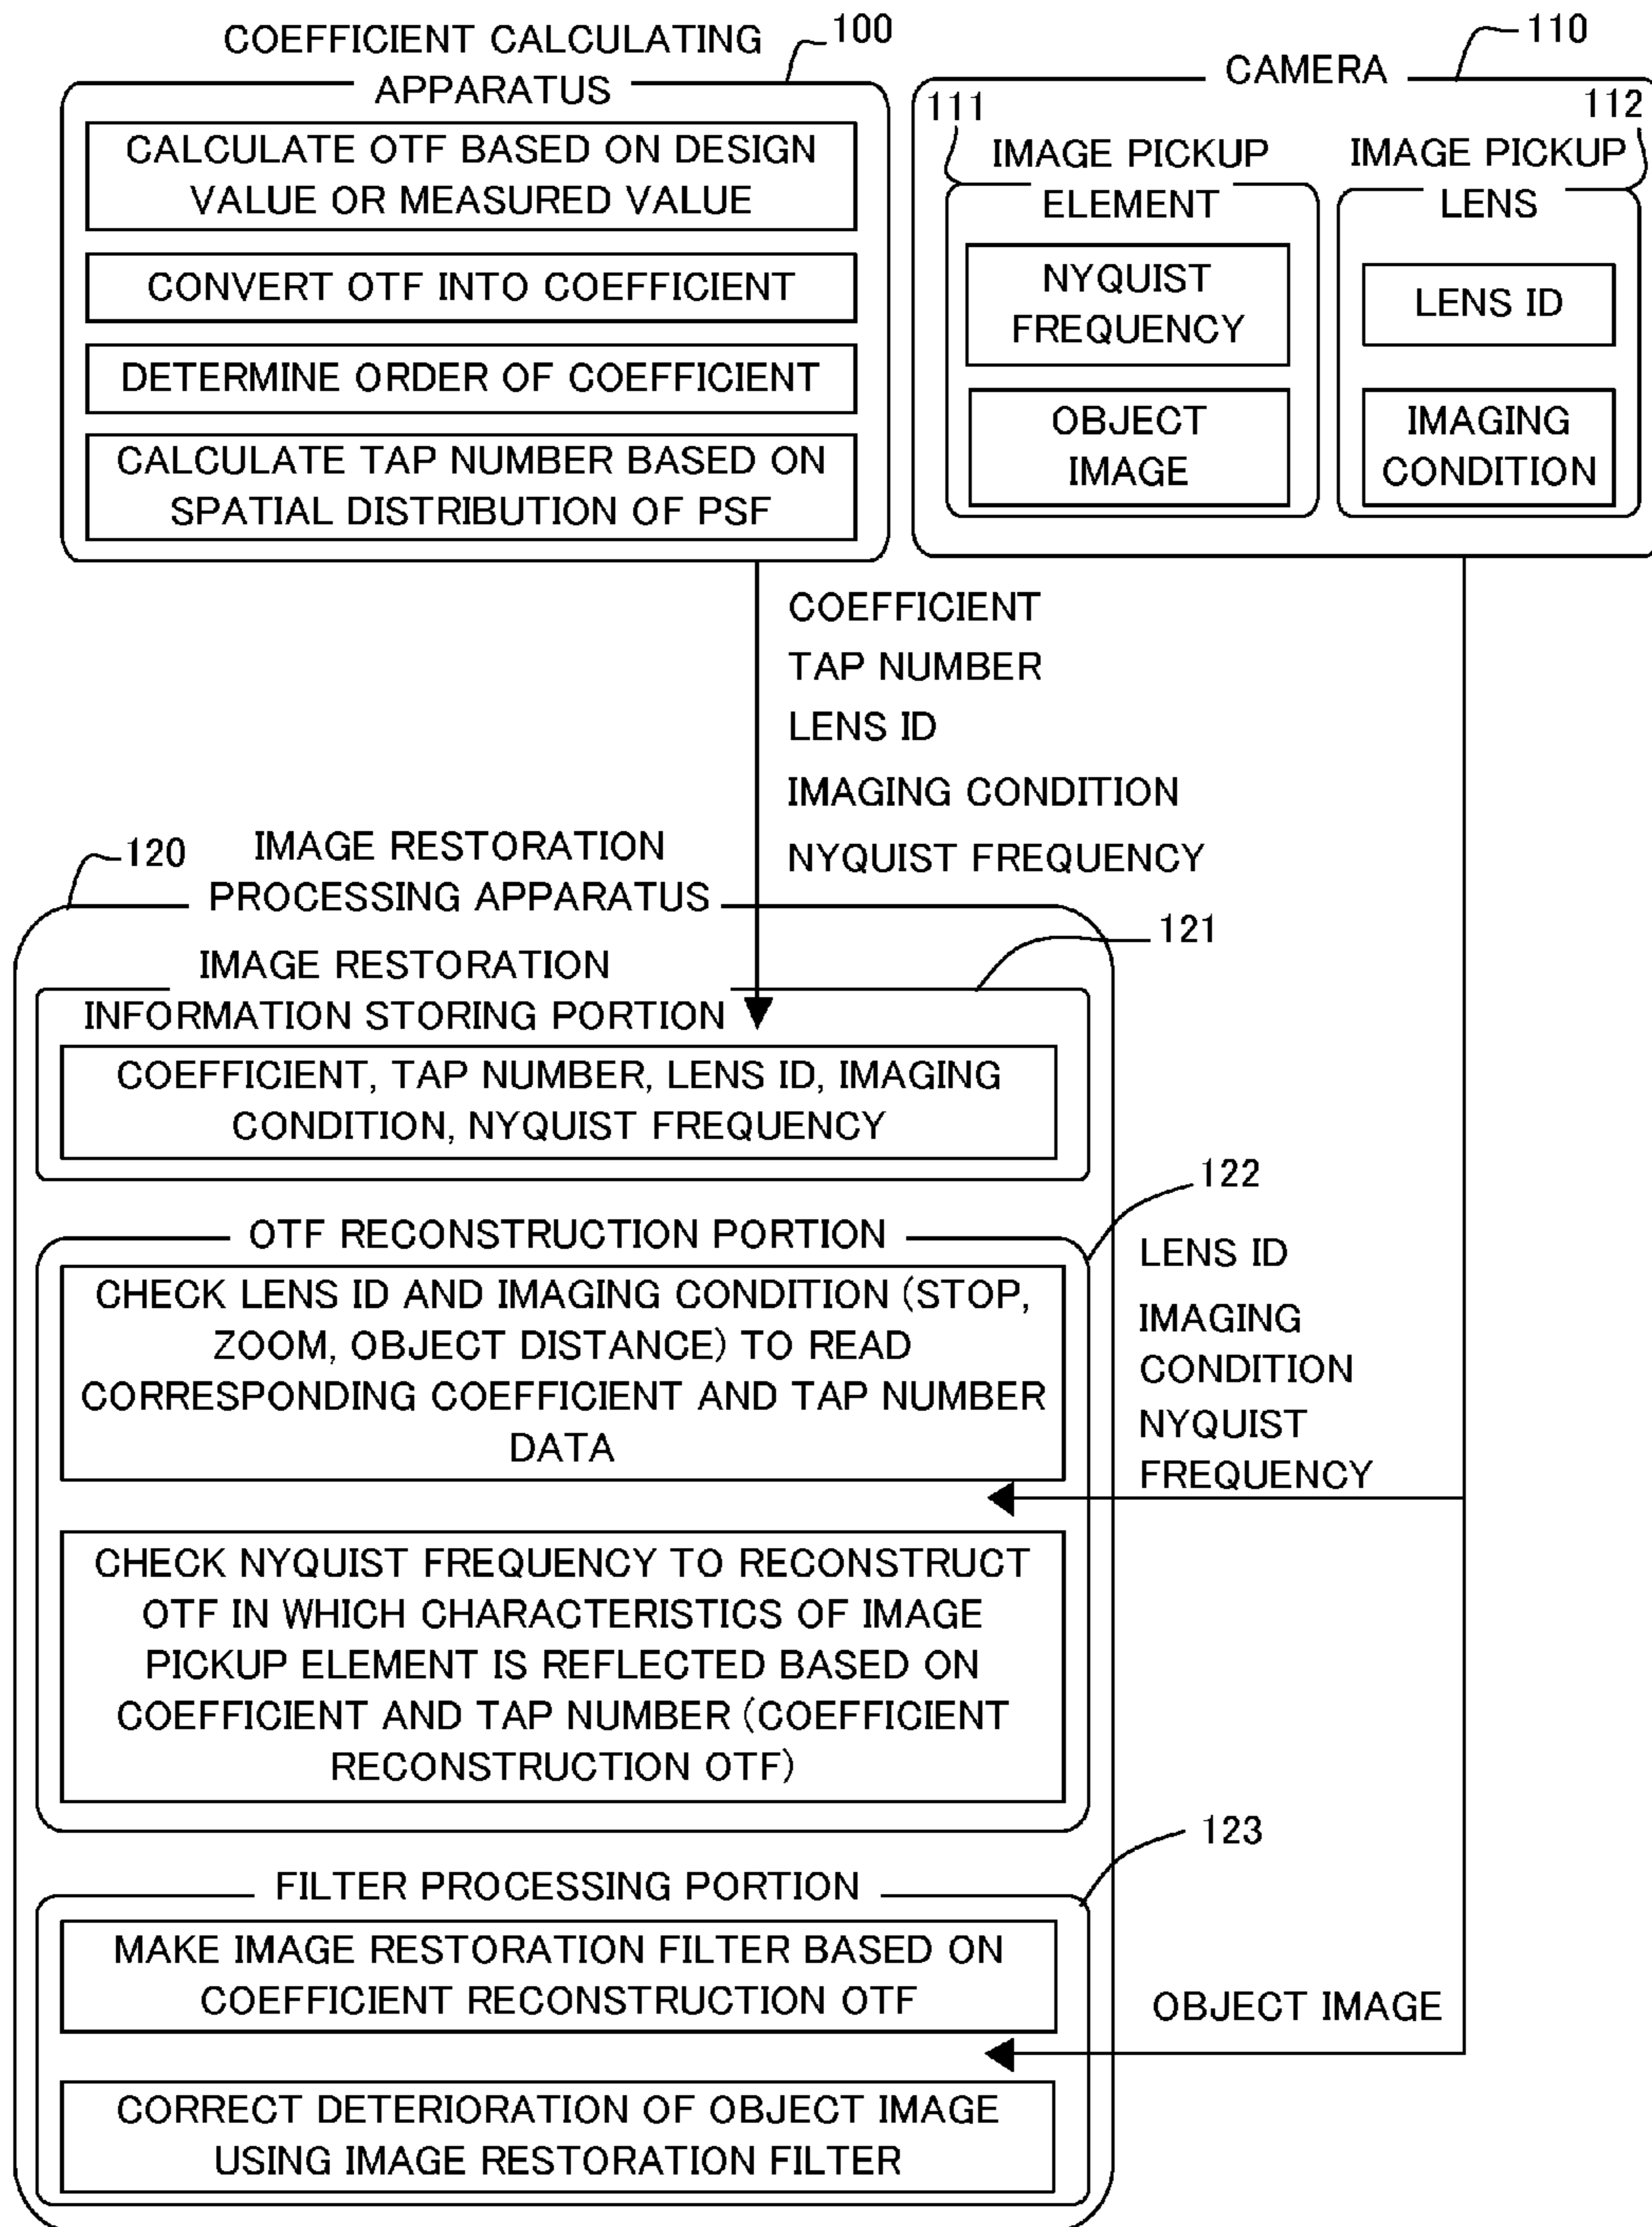 COEFFICIENT CALCULATING
APPARATUS
100
CALCULATE OTF BASED ON DESIGN
VALUE OR MEASURED VALUE
CONVERT OTF INTO COEFFICIENT
DETERMINE ORDER OF COEFFICIENT
CALCULATE TAP NUMBER BASED ON
SPATIAL DISTRIBUTION OF PSF
110
CAMERA
111
IMAGE PICKUP
ELEMENT
NYQUIST
FREQUENCY
OBJECT
IMAGE
112
IMAGE PICKUP
LENS
LENS ID
IMAGING
CONDITION
COEFFICIENT
TAP NUMBER
LENS ID
IMAGING CONDITION
NYQUIST FREQUENCY
120
IMAGE RESTORATION
PROCESSING APPARATUS
121
IMAGE RESTORATION
INFORMATION STORING PORTION
COEFFICIENT, TAP NUMBER, LENS ID, IMAGING
CONDITION, NYQUIST FREQUENCY
122
OTF RECONSTRUCTION PORTION
CHECK LENS ID AND IMAGING CONDITION (STOP,
ZOOM, OBJECT DISTANCE) TO READ
CORRESPONDING COEFFICIENT AND TAP NUMBER
DATA
LENS ID
IMAGING
CONDITION
NYQUIST
FREQUENCY
CHECK NYQUIST FREQUENCY TO RECONSTRUCT
OTF IN WHICH CHARACTERISTICS OF IMAGE
PICKUP ELEMENT IS REFLECTED BASED ON
COEFFICIENT AND TAP NUMBER (COEFFICIENT
RECONSTRUCTION OTF)
123
FILTER PROCESSING PORTION
MAKE IMAGE RESTORATION FILTER BASED ON
COEFFICIENT RECONSTRUCTION OTF
OBJECT IMAGE
CORRECT DETERIORATION OF OBJECT IMAGE
USING IMAGE RESTORATION FILTER